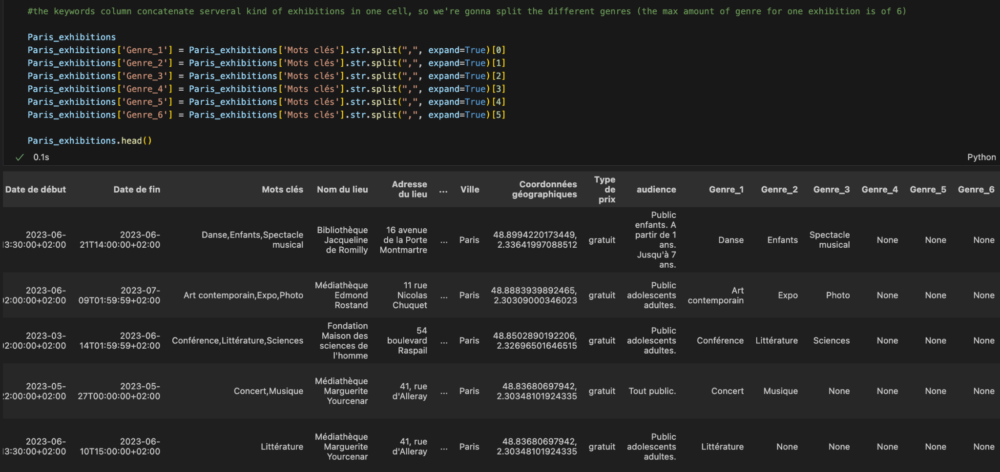 #the keywords column concatenate serveral kind of exhibitions in one cell, so we're gonna split the different genres (the max amount of genre for one exhibition is of 6)
Paris_exhibitions
Paris_exhibitions['Genre_1'] = Paris_exhibitions['Mots clés'].str.split(",", expand=True)[0]
Paris_exhibitions['Genre_2'] = Paris_exhibitions['Mots clés'].str.split(",", expand=True)[1]
Paris_exhibitions['Genre_3'] = Paris_exhibitions['Mots clés'].str.split(",", expand=True)[2]
Paris_exhibitions['Genre_4'] = Paris_exhibitions['Mots clés'].str.split(",", expand=True)[3]
Paris_exhibitions['Genre_5'] = Paris_exhibitions['Mots clés'].str.split(",", expand=True)[4]
Paris_exhibitions['Genre_6'] = Paris_exhibitions['Mots clés'].str.split(",", expand=True)[5]
Paris_exhibitions.head()
0.1s
Python
Date de début
Date de fin
Mots clés
Nom du lieu
Adresse
du lieu
...
Ville
Coordonnées
géographiques
Type
de
prix
audience
Genre_1
Genre_2
Genre_3
Genre_4
Genre_5
Genre_6
2023-06-
13:30:00+02:00
2023-06-
21T14:00:00+02:00
Danse,Enfants,Spectacle
musical
Bibliothèque
Jacqueline
de Romilly
16 avenue
de la Porte
Montmartre
...
Paris
48.8994220173449,
2.33641997088512
gratuit
Public
enfants. A
partir de 1
ans.
Jusqu'à 7
ans.
Danse
Enfants
Spectacle
musical
None
None
None
2023-06-
02:00:00+02:00
2023-07-
09T01:59:59+02:00
Art contemporain,Expo,Photo
Médiathèque
Edmond
Rostand
11 rue
Nicolas
Chuquet
...
Paris
48.8883939892465,
2.30309000346023
gratuit
Public
adolescents
adultes.
Art
contemporain
Expo
Photo
None
None
None
2023-03-
02:00:00+02:00
2023-06-
14T01:59:59+02:00
Conférence,Littérature,Sciences
Fondation
Maison des
sciences de
l'homme
54
boulevard
Raspail
...
Paris
48.8502890192206,
2.32696501646515
gratuit
Public
adolescents
adultes.
Conférence
Littérature
Sciences
None
None
None
2023-05-
22:00:00+02:00
2023-05-
27T00:00:00+02:00
Concert,Musique
Médiathèque
Marguerite
Yourcenar
41, rue
d'Alleray
...
Paris
48.83680697942,
2.30348101924335
gratuit
Tout public.
Concert
Musique
None
None
None
None
2023-06-
13:30:00+02:00
2023-06-
10T15:00:00+02:00
Littérature
Médiathèque
Marguerite
Yourcenar
41, rue
d'Alleray
...
Paris
48.83680697942,
2.30348101924335
gratuit
Public
adolescents
adultes.
Littérature
None
None
None
None
None